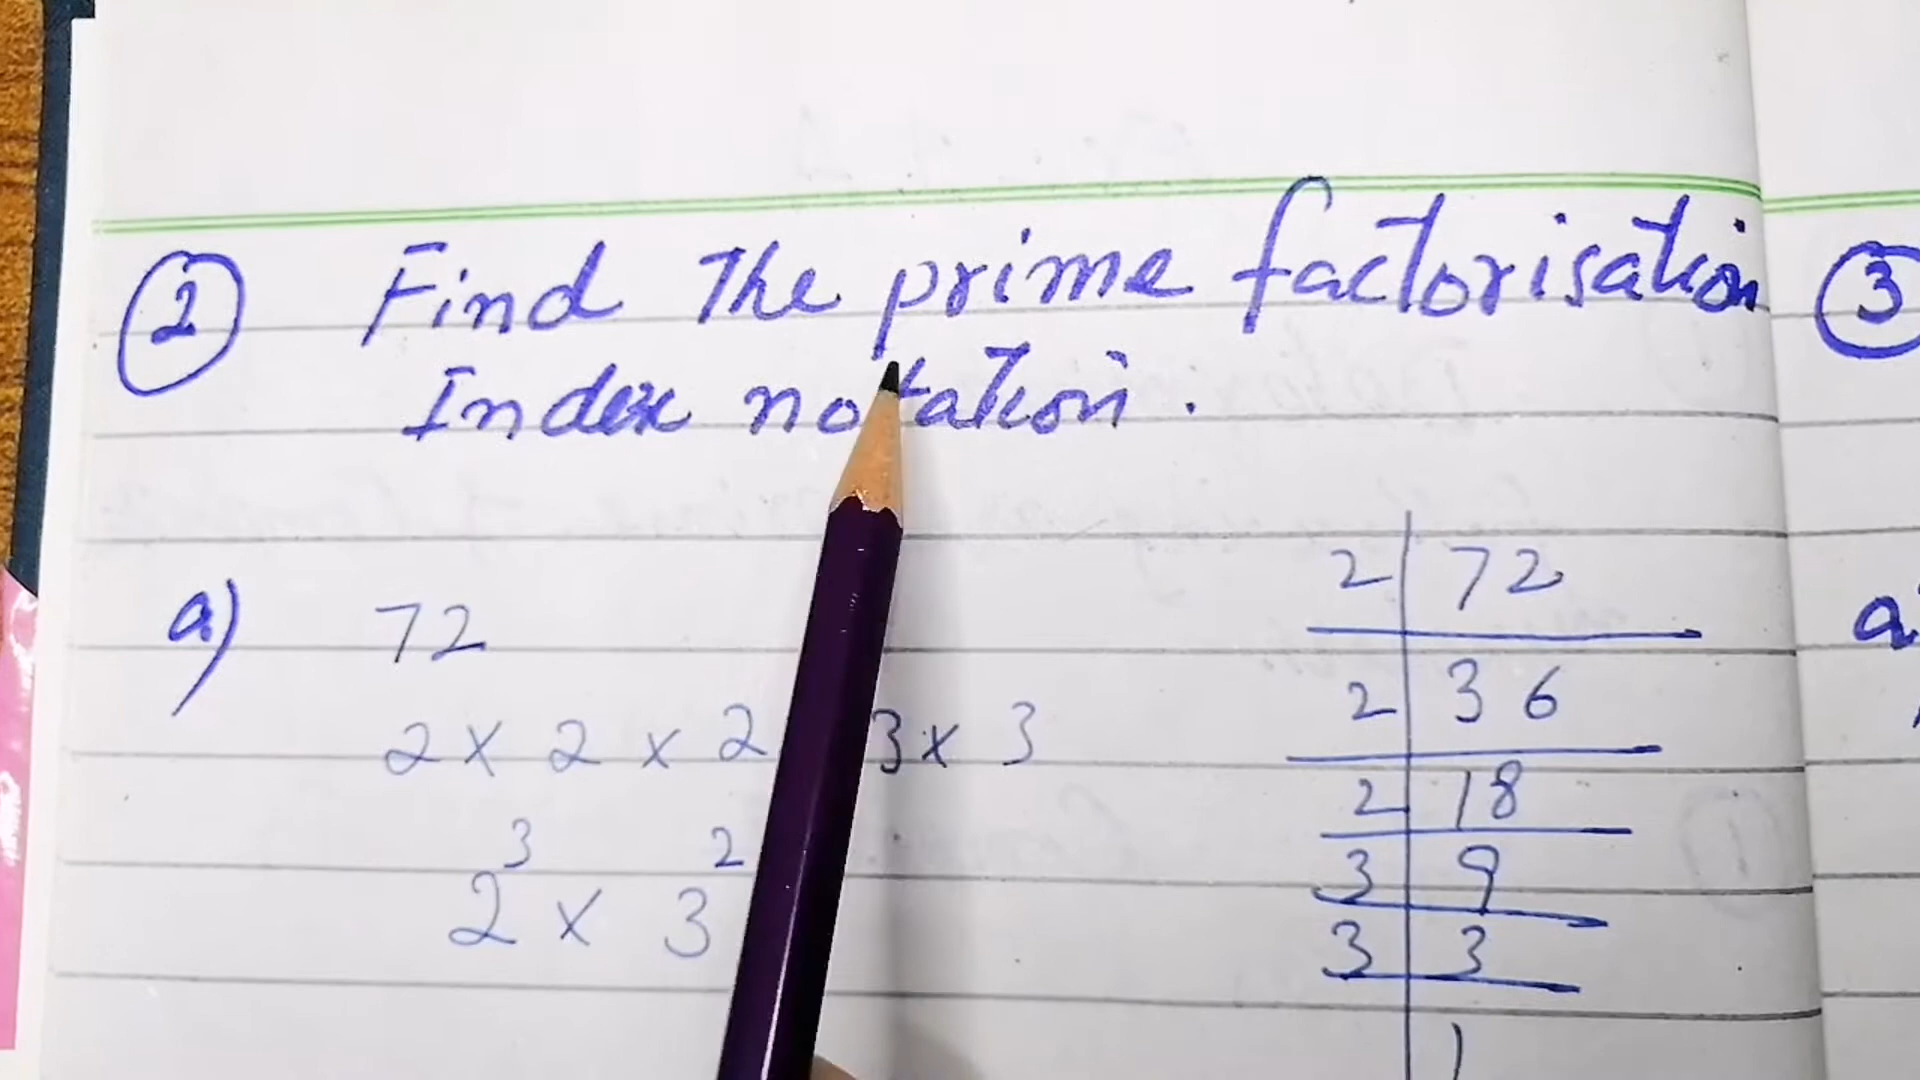 ② Find The prime factorisation
Index notation.
a) 72
2 × 2 × 2 3 × 3
2³ × 3²
2 | 72
2 | 36
2 | 18
3 | 9
3 | 3
1
③
a